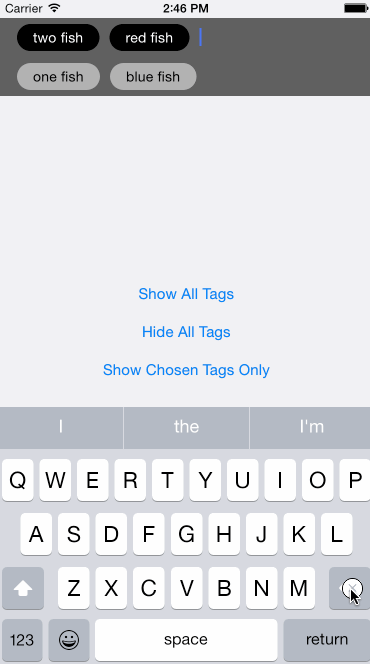 Carrier 2:46 PM
two fish red fish
one fish blue fish
Show All Tags
Hide All Tags
Show Chosen Tags Only
I the I'm
Q W E R T Y U I O P
A S D F G H J K L
Z X C V B N M
123 space return